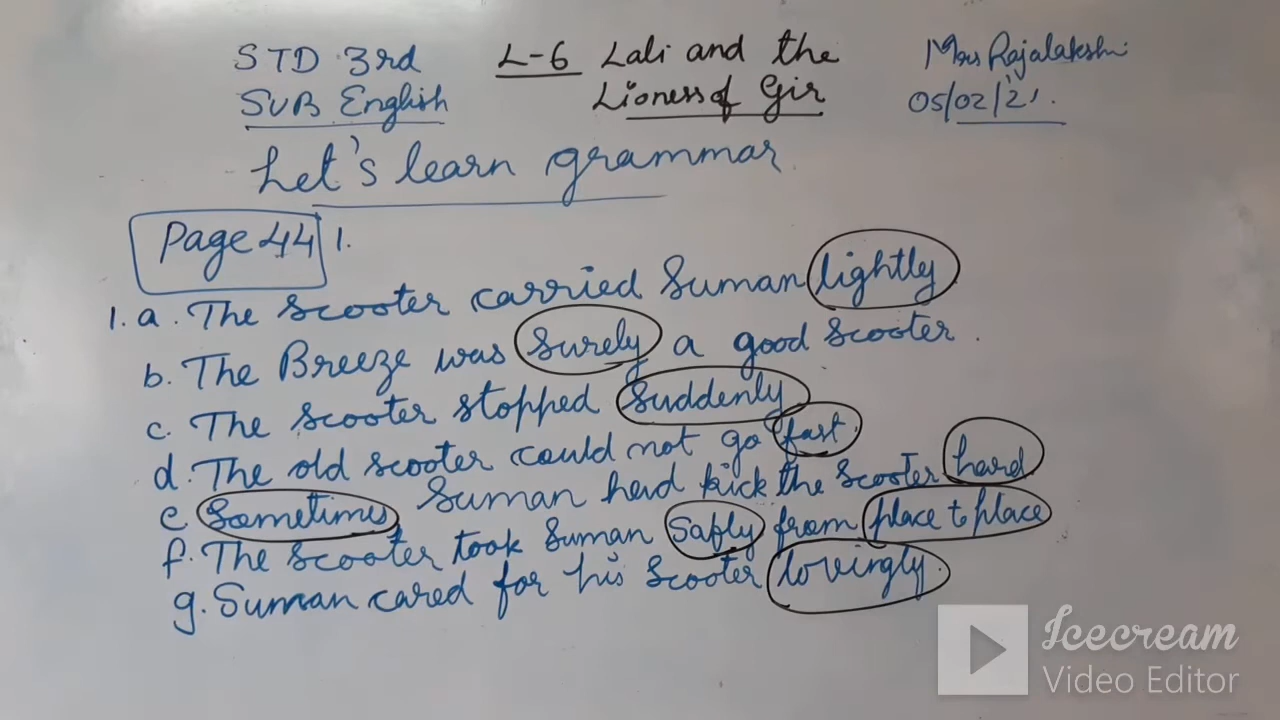 STD 3rd L-6 Lali and the Mrs Rajalakshi
SUB English Lioness of Gir 05/02/21.
Let's learn grammar
Page 44 1.
1. a. The scooter carried Suman lightly
b. The Breeze was surely a good scooter.
c. The scooter stopped suddenly
d. The old scooter could not go fast.
e Sometimes, Suman had kick the scooter hard
f. The scooter took Suman safly from place to place
g. Suman cared for his scooter lovingly.
Icecream
Video Editor